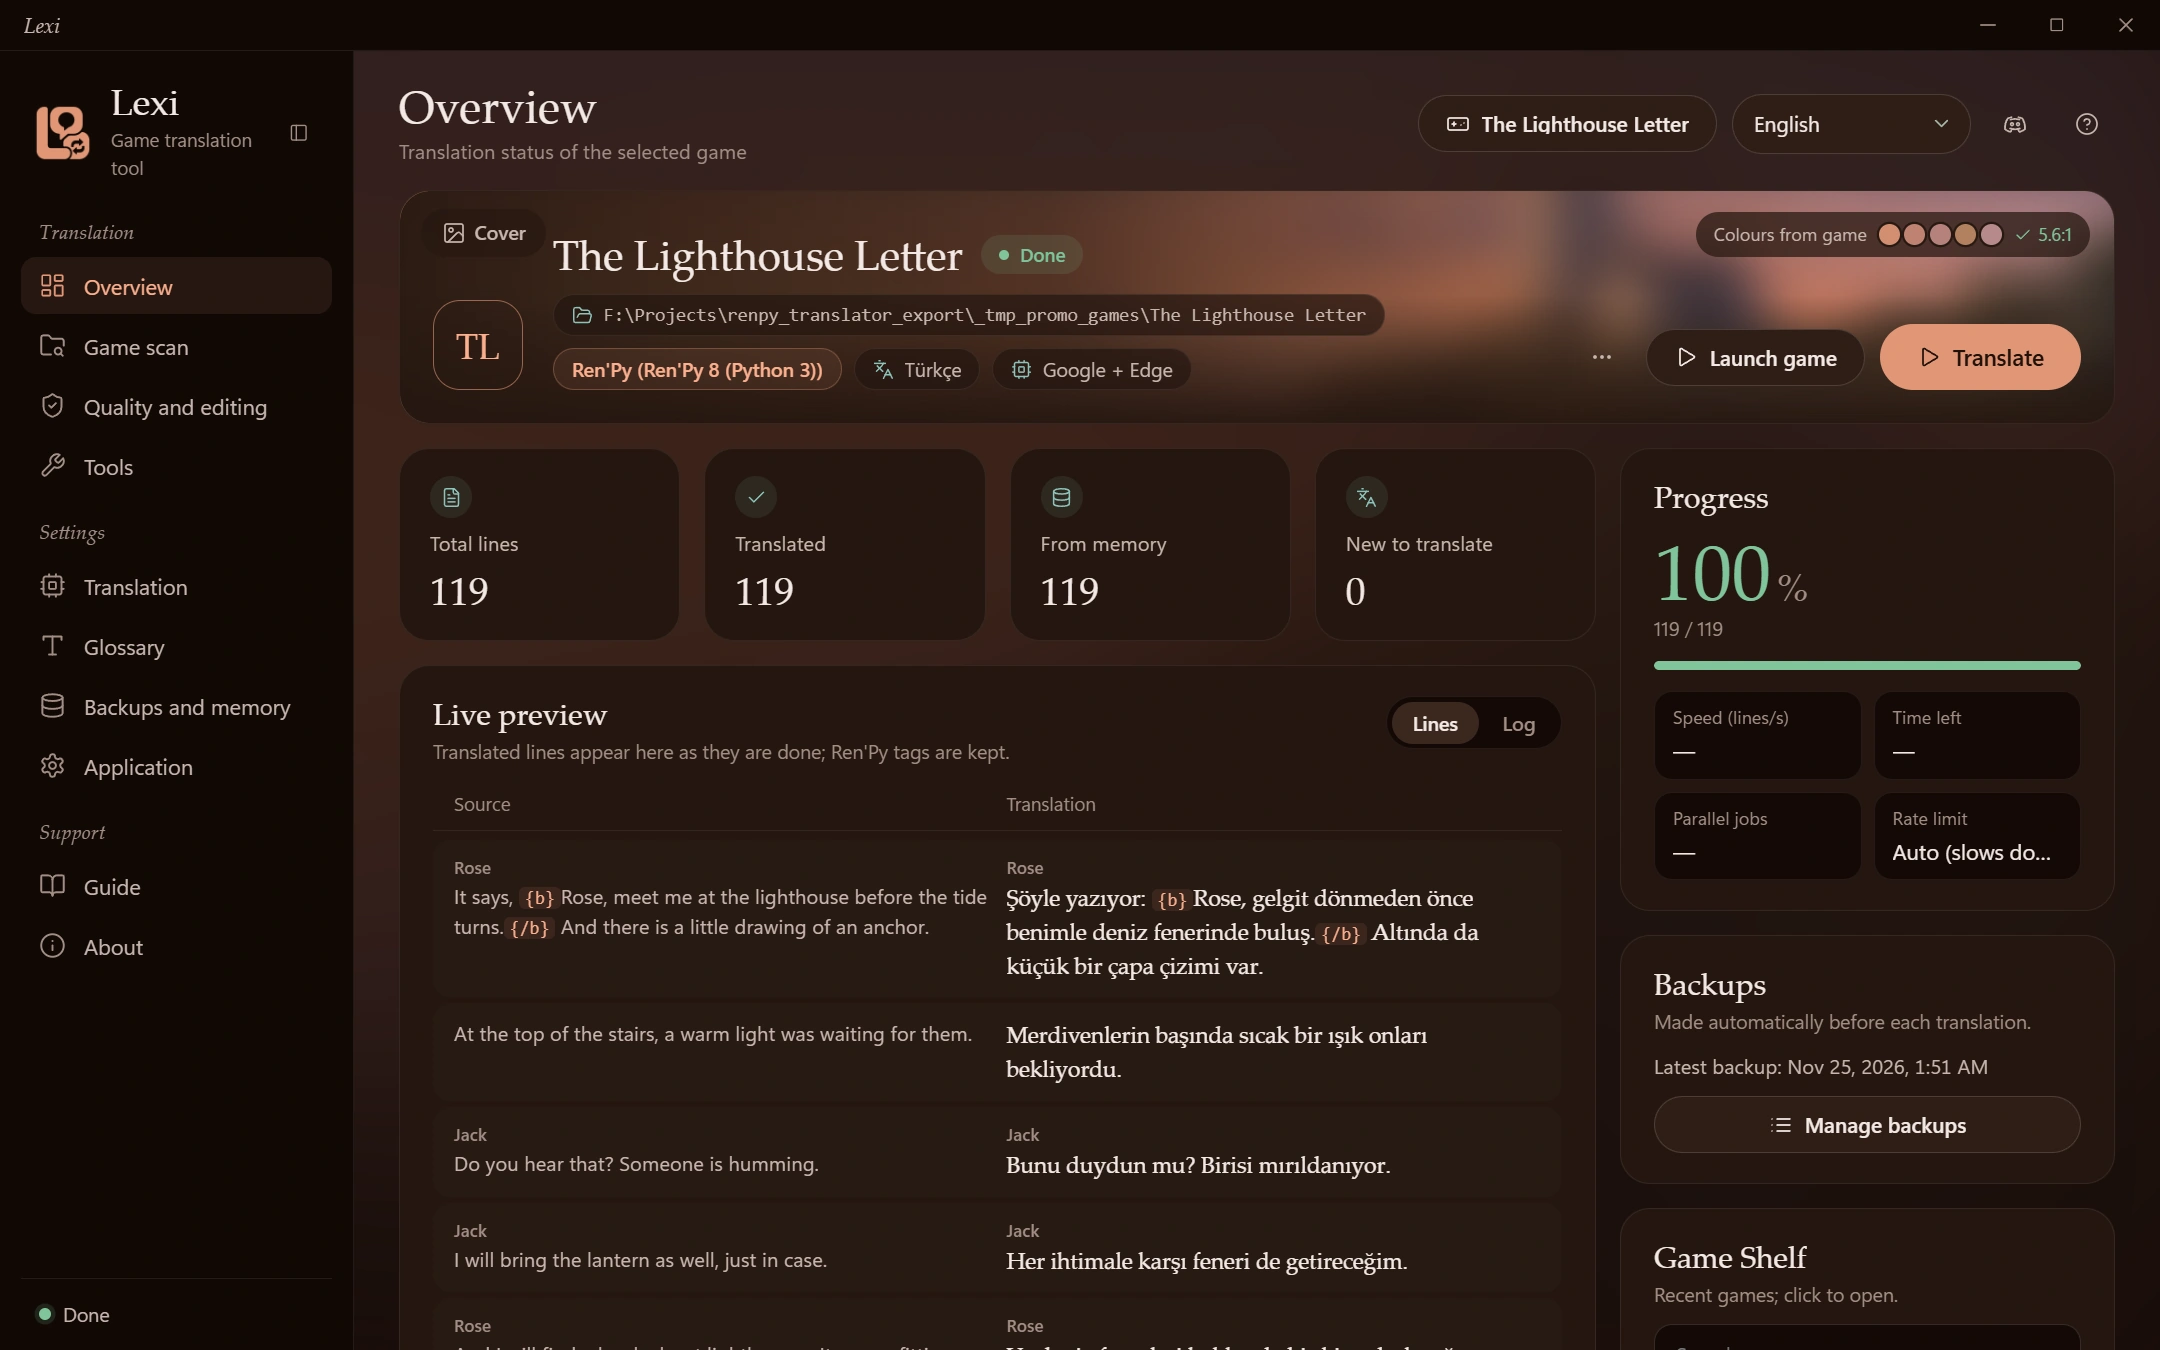 Lexi
Lexi
Game translation
tool
Translation
Overview
Game scan
Quality and editing
Tools
Settings
Translation
Glossary
Backups and memory
Application
Support
Guide
About
Done
Overview
Translation status of the selected game
The Lighthouse Letter
English
Cover
The Lighthouse Letter
Done
Colours from game
5.6:1
F:\Projects\renpy_translator_export\_tmp_promo_games\The Lighthouse Letter
TL
Ren'Py (Ren'Py 8 (Python 3))
Türkçe
Google + Edge
Launch game
Translate
Total lines
119
Translated
119
From memory
119
New to translate
0
Live preview
Translated lines appear here as they are done; Ren'Py tags are kept.
Lines
Log
Source
Translation
Rose
It says, {b} Rose, meet me at the lighthouse before the tide
turns. {/b} And there is a little drawing of an anchor.
Rose
Şöyle yazıyor: {b} Rose, gelgit dönmeden önce
benimle deniz fenerinde buluş. {/b} Altında da
küçük bir çapa çizimi var.
At the top of the stairs, a warm light was waiting for them.
Merdivenlerin başında sıcak bir ışık onları
bekliyordu.
Jack
Do you hear that? Someone is humming.
Jack
Bunu duydun mu? Birisi mırıldanıyor.
Jack
I will bring the lantern as well, just in case.
Jack
Her ihtimale karşı feneri de getireceğim.
Rose
Rose
Progress
100 %
119 / 119
Speed (lines/s)
—
Time left
—
Parallel jobs
—
Rate limit
Auto (slows do...
Backups
Made automatically before each translation.
Latest backup: Nov 25, 2026, 1:51 AM
Manage backups
Game Shelf
Recent games; click to open.